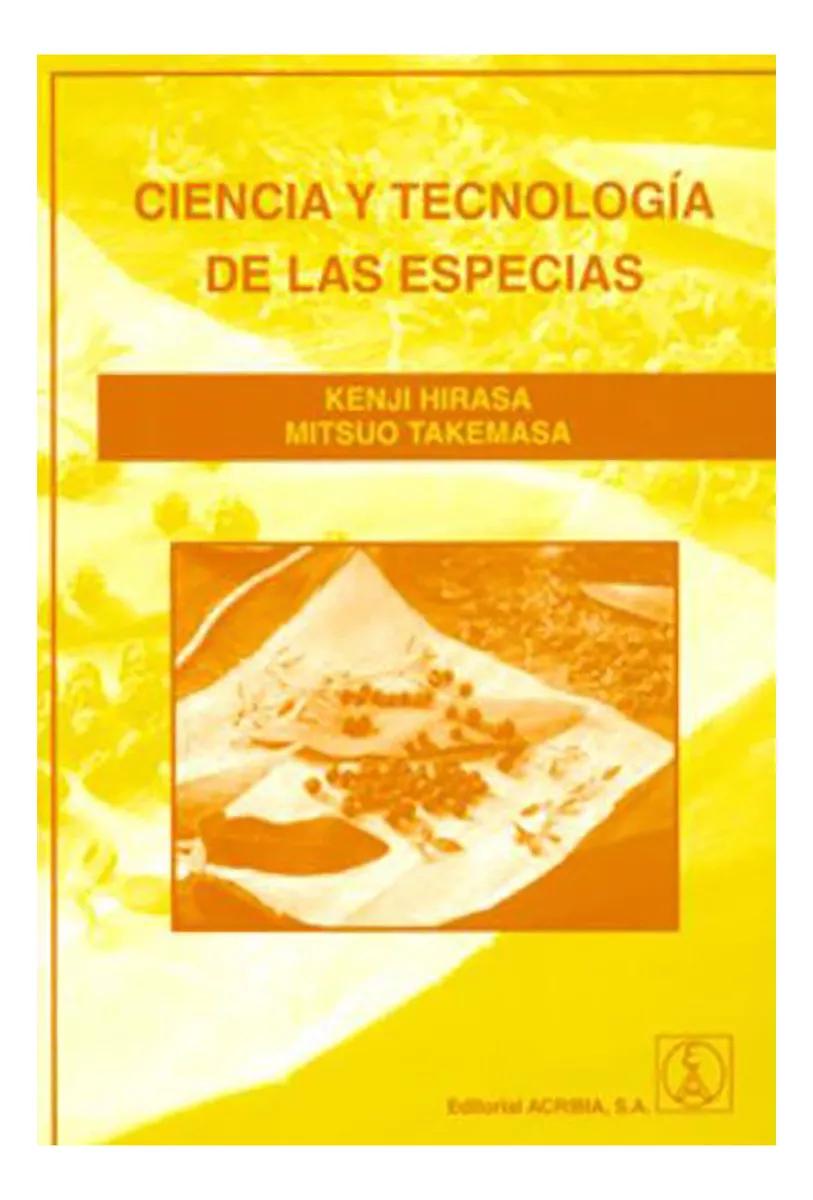 CIENCIA Y TECNOLOGÍA
DE LAS ESPECIAS
KENJI HIRASA
MITSUO TAKEMASA
Editorial ACRIBIA, S.A.